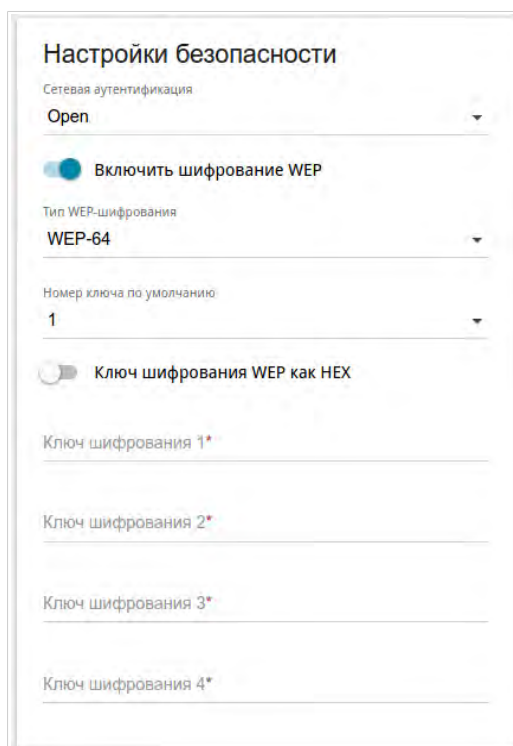 Настройки безопасности
Сетевая аутентификация
Open
Включить шифрование WEP
Тип WEP-шифрования
WEP-64
Номер ключа по умолчанию
1
Ключ шифрования WEP как HEX
Ключ шифрования 1*
Ключ шифрования 2*
Ключ шифрования 3*
Ключ шифрования 4*